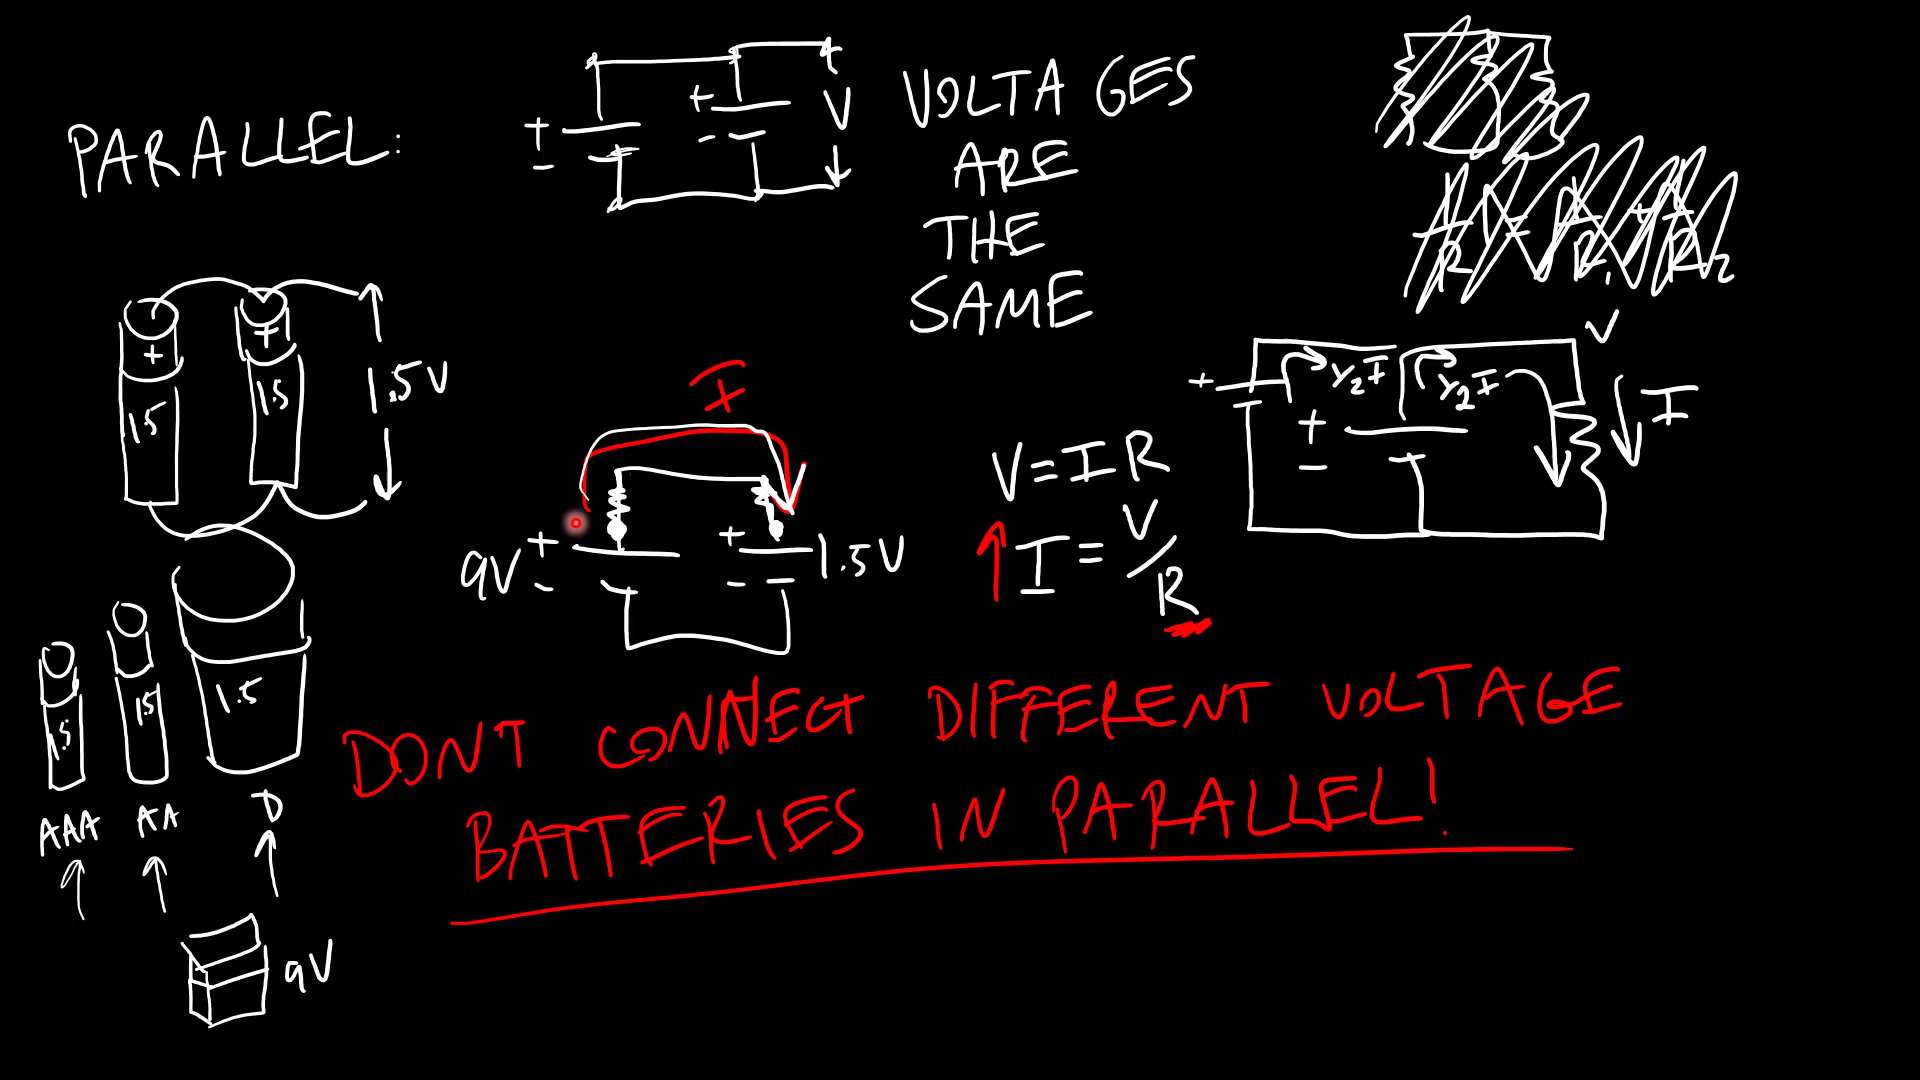 PARALLEL:
+
-
+
-
V
VOLTAGES
ARE
THE
SAME
+
1.5
+
1.5
1.5V
I
9V
+
-
+
-
1.5V
V=IR
I=V/R
V
+
½I
½I
+
-
I
1.5
1.5
1.5
AAA
AA
D
9V
DON'T CONNECT DIFFERENT VOLTAGE
BATTERIES IN PARALLEL!